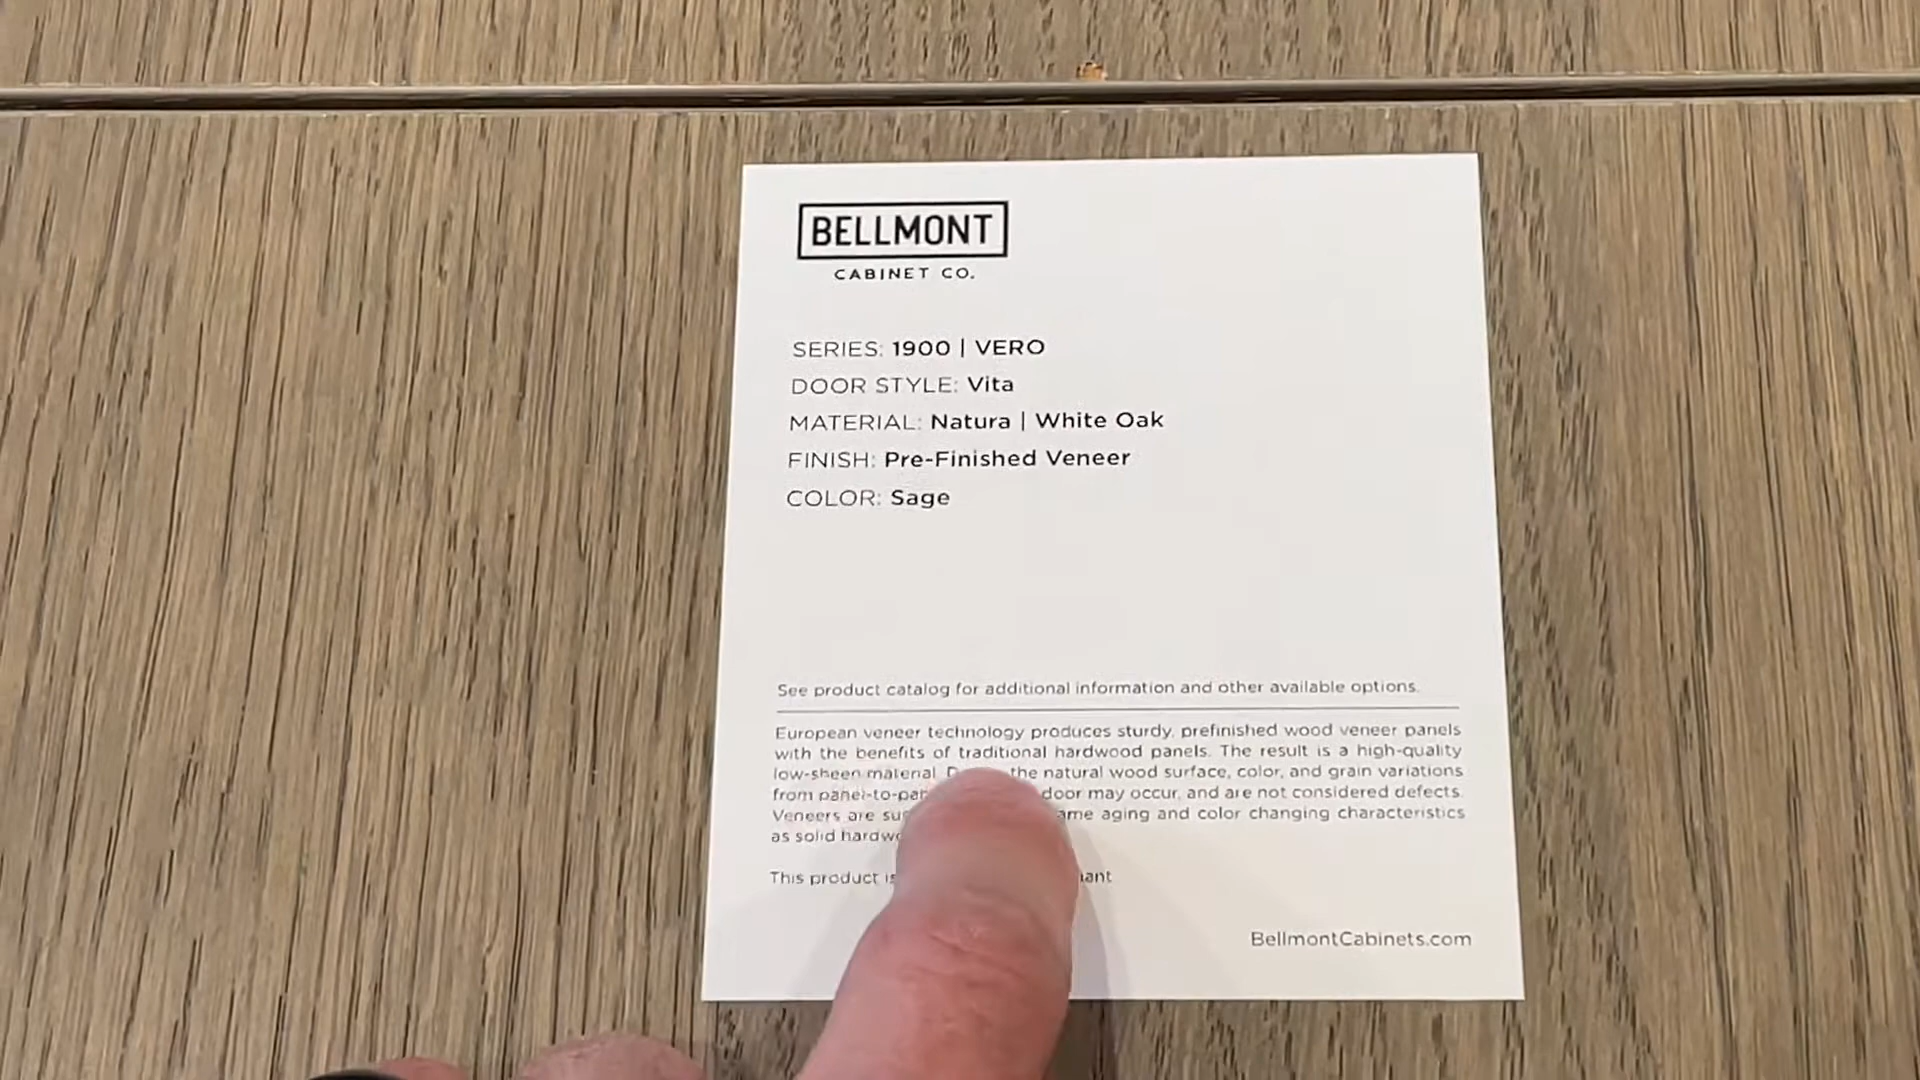 BELLMONT
CABINET CO.
SERIES: 1900 | VERO
DOOR STYLE: Vita
MATERIAL: Natura | White Oak
FINISH: Pre-Finished Veneer
COLOR: Sage
See product catalog for additional information and other available options.
European veneer technology produces sturdy, prefinished wood veneer panels
with the benefits of traditional hardwood panels. The result is a high-quality
low-sheen material. the natural wood surface, color, and grain variations
from door may occur, and are not considered defects.
Veneers are aging and color changing characteristics
as solid
This product
BellmontCabinets.com